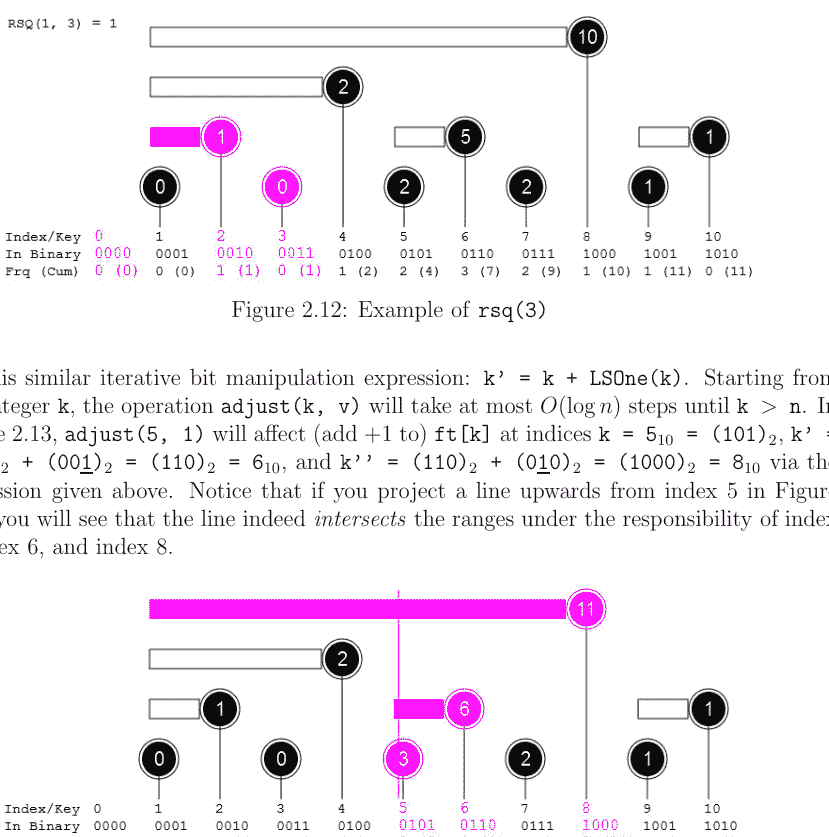 RSQ(1, 3) = 1
10
2
1 5 1
0 0 2 2 1
Index/Key 0 1 2 3 4 5 6 7 8 9 10
In Binary 0000 0001 0010 0011 0100 0101 0110 0111 1000 1001 1010
Frq (Cum) 0 (0) 0 (0) 1 (1) 0 (1) 1 (2) 2 (4) 3 (7) 2 (9) 1 (10) 1 (11) 0 (11)
Figure 2.12: Example of rsq(3)
is similar iterative bit manipulation expression: k' = k + LSOne(k). Starting from
nteger k, the operation adjust(k, v) will take at most O(log n) steps until k > n. In
e 2.13, adjust(5, 1) will affect (add +1 to) ft[k] at indices k = 5₁₀ = (101)₂, k' =
₂ + (001)₂ = (110)₂ = 6₁₀, and k'' = (110)₂ + (010)₂ = (1000)₂ = 8₁₀ via the
ssion given above. Notice that if you project a line upwards from index 5 in Figure
you will see that the line indeed intersects the ranges under the responsibility of index
ex 6, and index 8.
11
2
1 6 1
0 0 3 2 1
Index/Key 0 1 2 3 4 5 6 7 8 9 10
In Binary 0000 0001 0010 0011 0100 0101 0110 0111 1000 1001 1010